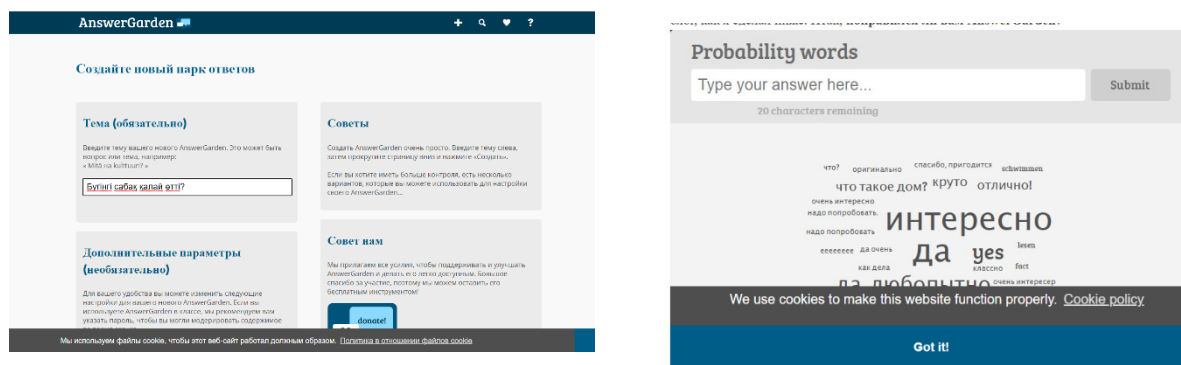 AnswerGarden
Создайте новый парк ответов
Тема (обязательно)
Введите тему вашего нового AnswerGarden. Это может быть
вопрос или тема, например:
« Mitä на kulttuuri? »
Бүгінгі сабақ қалай өтті?
Дополнительные параметры
(необязательно)
Для вашего удобства вы можете изменить следующие
настройки для вашего нового AnswerGarden. Если вы
используете AnswerGarden в классе, мы рекомендуем вам
указать пароль, чтобы вы могли модерировать содержимое
Советы
Создать AnswerGarden очень просто. Введите тему слева,
затем прокрутите страницу вниз и нажмите «Создать».
Если вы хотите иметь больше контроля, есть несколько
вариантов, которые вы можете использовать для настройки
своего AnswerGarden...
Совет нам
Мы прилагаем все усилия, чтобы поддерживать и улучшать
AnswerGarden и делать его легко доступным. Большое
спасибо за участие, поэтому мы можем оставить его
бесплатным инструментом!
donate!
Мы используем файлы cookie, чтобы этот веб-сайт работал должным образом. Политика в отношении файлов cookie
Probability words
Type your answer here...
Submit
20 characters remaining
что? оригинально спасибо, пригодится schwimmen
что такое дом? круто отлично!
очень интересно
надо попробовать.
интересно
надо попробовать
eeeeeeee да очень да yes lesen
как дела классно fact
да любопытно очень интересер
We use cookies to make this website function properly. Cookie policy
Got it!